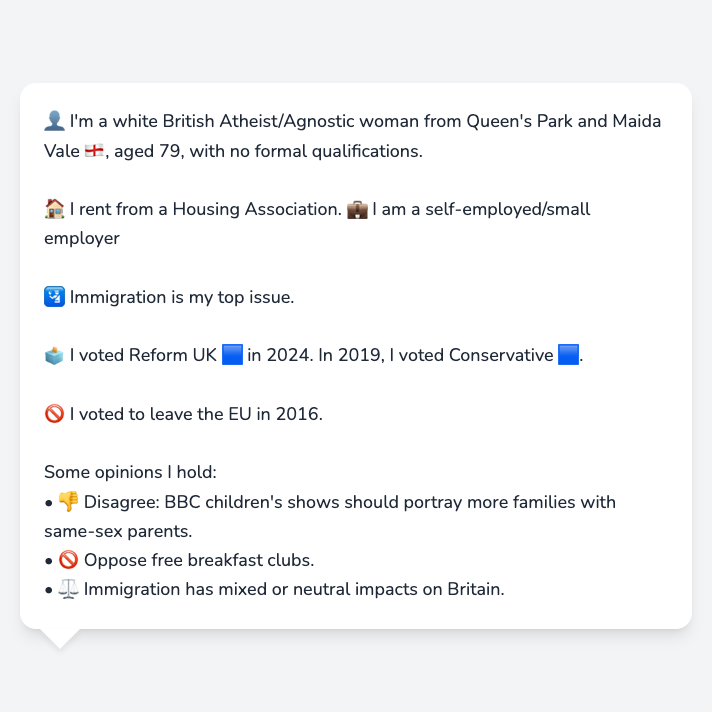 👤 I'm a white British Atheist/Agnostic woman from Queen's Park and Maida
Vale 🏴󠁧󠁢󠁥󠁮󠁧󠁿, aged 79, with no formal qualifications.
🏠 I rent from a Housing Association. 💼 I am a self-employed/small
employer
🛂 Immigration is my top issue.
🗳️ I voted Reform UK 🟦 in 2024. In 2019, I voted Conservative 🟦.
🚫 I voted to leave the EU in 2016.
Some opinions I hold:
• 👎 Disagree: BBC children's shows should portray more families with
same-sex parents.
• 🚫 Oppose free breakfast clubs.
• ⚖️ Immigration has mixed or neutral impacts on Britain.